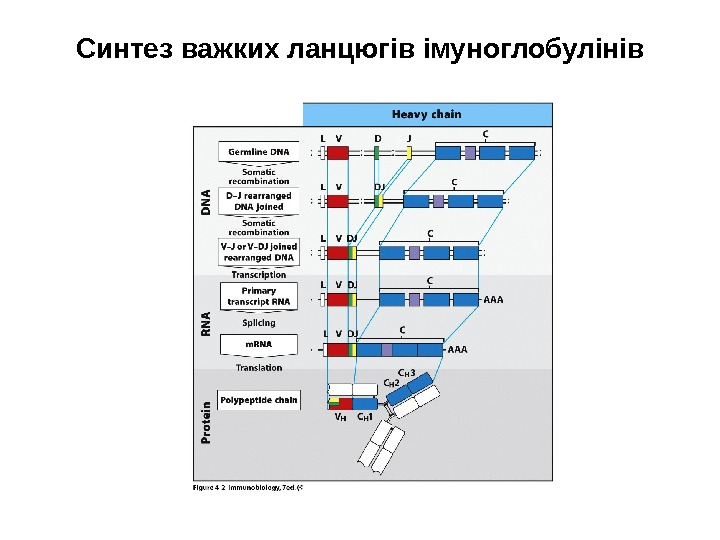 Синтез важких ланцюгів імуноглобулінів
Heavy chain
DNA
Germline DNA
L V D J C
Somatic
recombination
D–J rearranged
DNA joined
L V DJ C
Somatic
recombination
V–J or V–DJ joined
rearranged DNA
L V DJ C
Transcription
RNA
Primary
transcript RNA
L V DJ C
AAA
Splicing
mRNA
L V DJ C
AAA
Translation
Protein
Polypeptide chain
VH CH1 CH2 CH3
Figure 4-2 Immunobiology, 7ed. (©